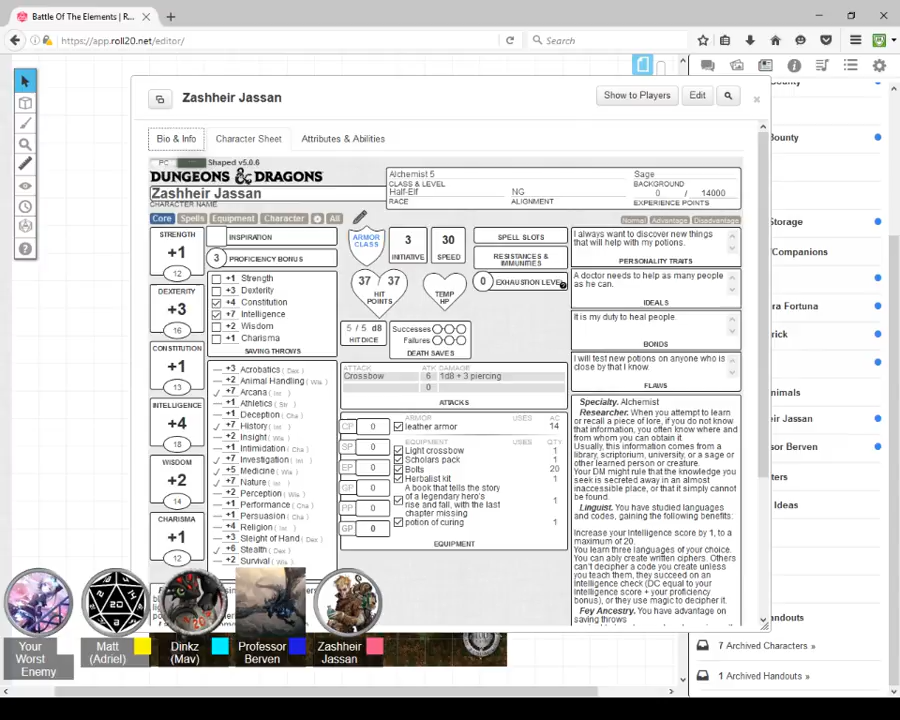 Battle Of The Elements | R...
https://app.roll20.net/editor/
Search
Zashheir Jassan
Show to Players
Edit
Bio & Info
Character Sheet
Attributes & Abilities
PC
Shaped v5.0.6
DUNGEONS & DRAGONS
Zashheir Jassan
CHARACTER NAME
Alchemist 5
CLASS & LEVEL
Half-Elf
RACE
NG
ALIGNMENT
Sage
BACKGROUND
0 / 14000
EXPERIENCE POINTS
Core
Spells
Equipment
Character
All
Normal
Advantage
Disadvantage
STRENGTH
+1
12
DEXTERITY
+3
16
CONSTITUTION
+1
13
INTELLIGENCE
+4
18
WISDOM
+2
14
CHARISMA
+1
12
INSPIRATION
3 PROFICIENCY BONUS
+1 Strength
+3 Dexterity
+4 Constitution
+7 Intelligence
+2 Wisdom
+1 Charisma
SAVING THROWS
+3 Acrobatics (Dex)
+2 Animal Handling (Wis)
+7 Arcana (Int)
+1 Athletics (Str)
+1 Deception (Cha)
+7 History (Int)
+2 Insight (Wis)
+1 Intimidation (Cha)
+7 Investigation (Int)
+5 Medicine (Wis)
+7 Nature (Int)
+2 Perception (Wis)
+1 Performance (Cha)
+1 Persuasion (Cha)
+4 Religion (Int)
+3 Sleight of Hand (Dex)
+6 Stealth (Dex)
+2 Survival (Wis)
ARMOR CLASS
3
INITIATIVE
30
SPEED
37 37
HIT POINTS
TEMP HP
5 / 5 d8
HIT DICE
Successes
Failures
DEATH SAVES
SPELL SLOTS
RESISTANCES & IMMUNITIES
0 EXHAUSTION LEVEL
ATTACK ATK DAMAGE
Crossbow 6 1d8 + 3 piercing
0
ATTACKS
CP 0
SP 0
EP 0
GP 0
PP 0
GP 0
ARMOR USES AC
leather armor 14
EQUIPMENT USES QTY
Light crossbow 1
Scholars pack 1
Bolts 20
Herbalist kit 1
A book that tells the story
of a legendary hero's
rise and fall, with the last
chapter missing 1
potion of curing 1
EQUIPMENT
I always want to discover new things
that will help with my potions.
PERSONALITY TRAITS
A doctor needs to help as many people
as he can.
IDEALS
It is my duty to heal people.
BONDS
I will test new potions on anyone who is
close by that I know.
FLAWS
Specialty. Alchemist
Researcher. When you attempt to learn
or recall a piece of lore, if you do not know
that information, you often know where and
from whom you can obtain it.
Usually, this information comes from a
library, scriptorium, university, or a sage or
other learned person or creature.
Your DM might rule that the knowledge you
seek is secreted away in an almost
inaccessible place, or that it simply cannot
be found.
Linguist. You have studied languages
and codes, gaining the following benefits:
Increase your Intelligence score by 1, to a
maximum of 20.
You learn three languages of your choice.
You can ably create written ciphers. Others
can't decipher a code you create unless
you teach them, they succeed on an
Intelligence check (DC equal to your
Intelligence score + your proficiency
bonus), or they use magic to decipher it.
Fey Ancestry. You have advantage on
saving throws
ounty
Bounty
Storage
/Companions
ra Fortuna
rick
nimals
eir Jassan
ssor Berven
ters
Ideas
ndouts
7 Archived Characters »
1 Archived Handouts »
20
Your Worst Enemy
Matt (Adriel)
Dinkz (Mav)
Professor Berven
Zashheir Jassan